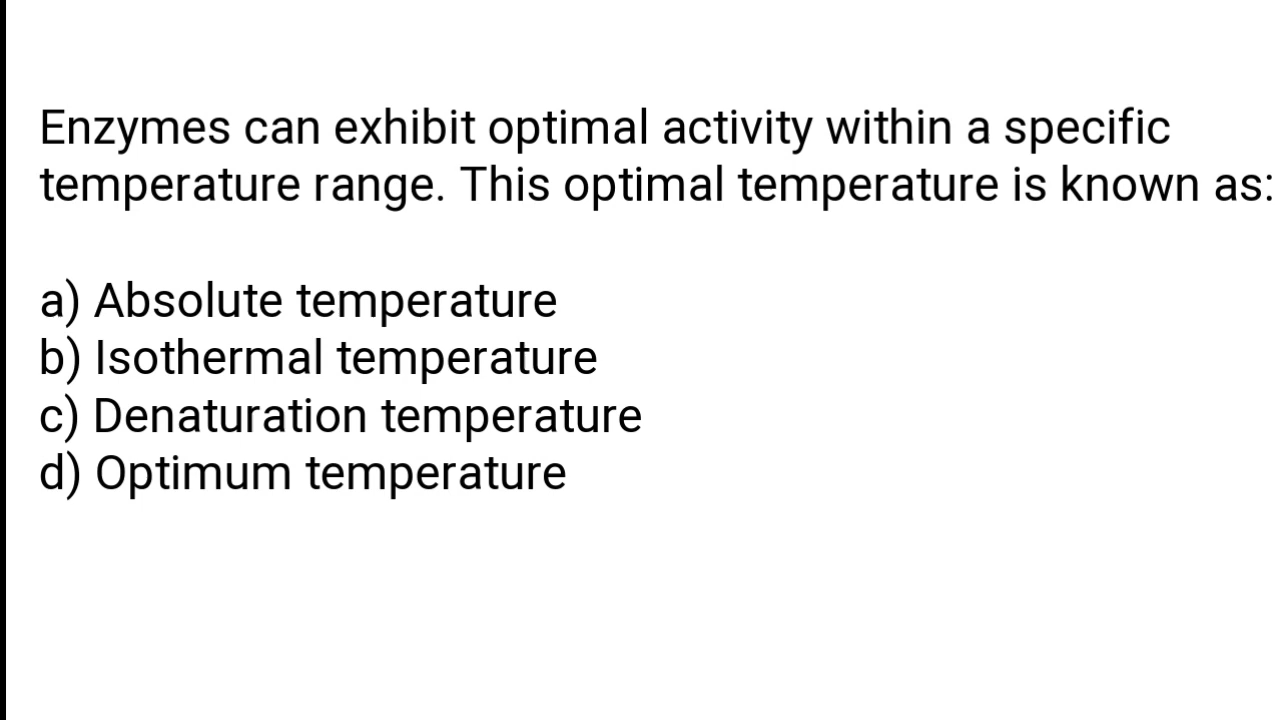 Enzymes can exhibit optimal activity within a specific
temperature range. This optimal temperature is known as:
a) Absolute temperature
b) Isothermal temperature
c) Denaturation temperature
d) Optimum temperature